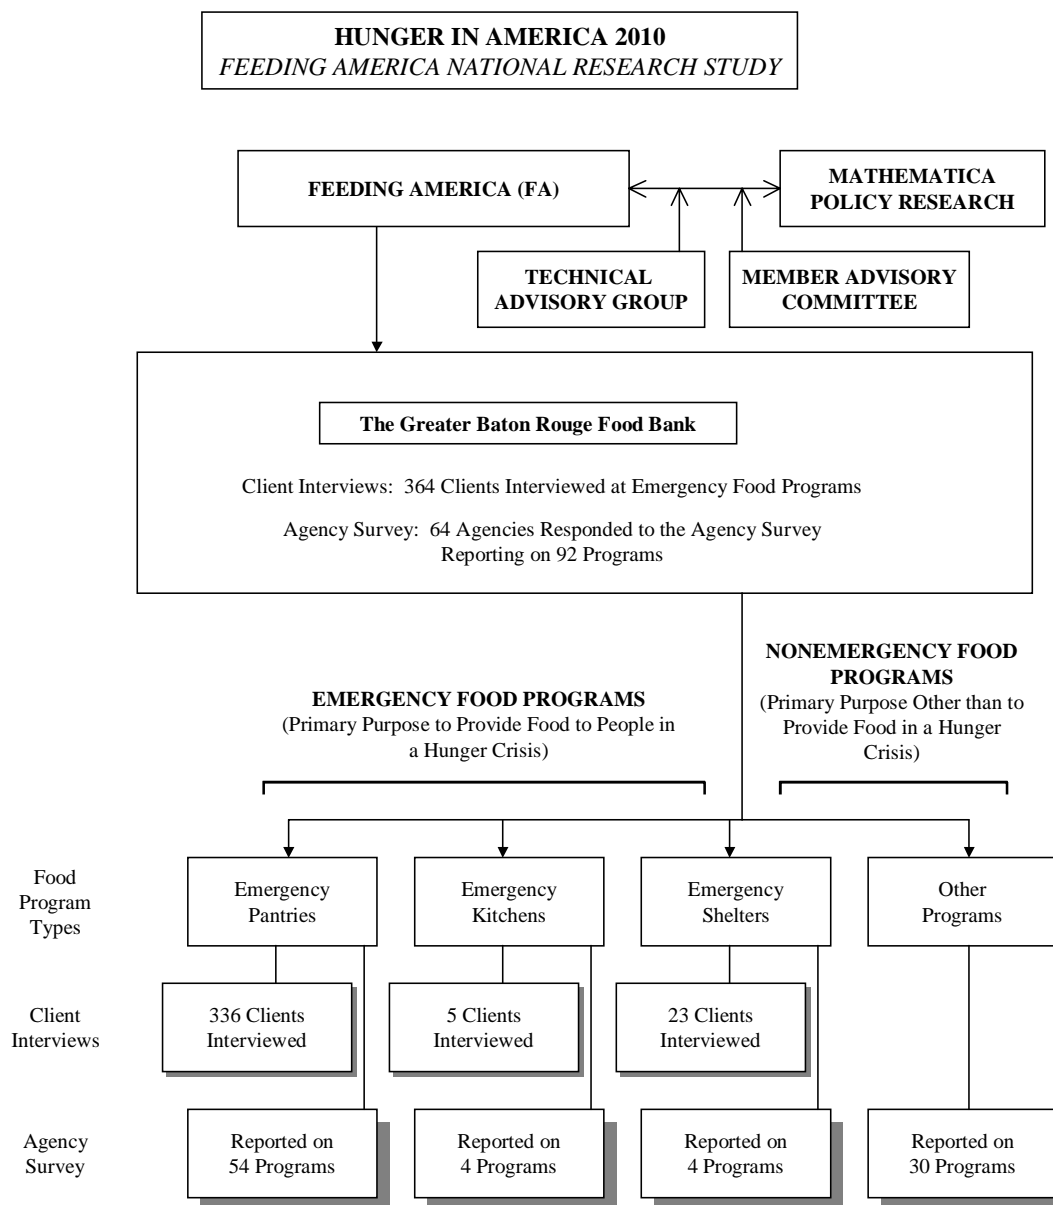 HUNGER IN AMERICA 2010
FEEDING AMERICA NATIONAL RESEARCH STUDY
FEEDING AMERICA (FA)
MATHEMATICA
POLICY RESEARCH
TECHNICAL
ADVISORY GROUP
MEMBER ADVISORY
COMMITTEE
The Greater Baton Rouge Food Bank
Client Interviews:  364 Clients Interviewed at Emergency Food Programs
Agency Survey:  64 Agencies Responded to the Agency Survey
Reporting on 92 Programs
EMERGENCY FOOD PROGRAMS
(Primary Purpose to Provide Food to People in
a Hunger Crisis)
NONEMERGENCY FOOD
PROGRAMS
(Primary Purpose Other than to
Provide Food in a Hunger
Crisis)
Food
Program
Types
Emergency
Pantries
Emergency
Kitchens
Emergency
Shelters
Other
Programs
Client
Interviews
336 Clients
Interviewed
5 Clients
Interviewed
23 Clients
Interviewed
Agency
Survey
Reported on
54 Programs
Reported on
4 Programs
Reported on
4 Programs
Reported on
30 Programs